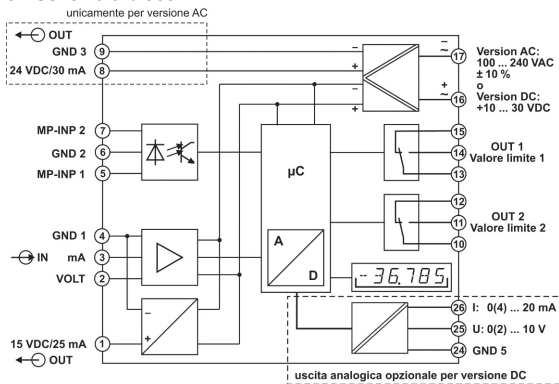 unicamente per versione AC
OUT
GND 3 9
24 VDC/30 mA 8
– ~ 17
+ ~ 16
– + – +
Version AC:
100 ... 240 VAC
± 10 %
o
Version DC:
+10 ... 30 VDC
MP-INP 2 7
GND 2 6
MP-INP 1 5
µC
15
14
13
OUT 1
Valore limite 1
12
11
10
OUT 2
Valore limite 2
GND 1 4
IN mA 3
VOLT 2
A
D
-36.785
–
+
15 VDC/25 mA 1
OUT
26 I: 0(4) ... 20 mA
25 U: 0(2) ... 10 V
24 GND 5
uscita analogica opzionale per versione DC